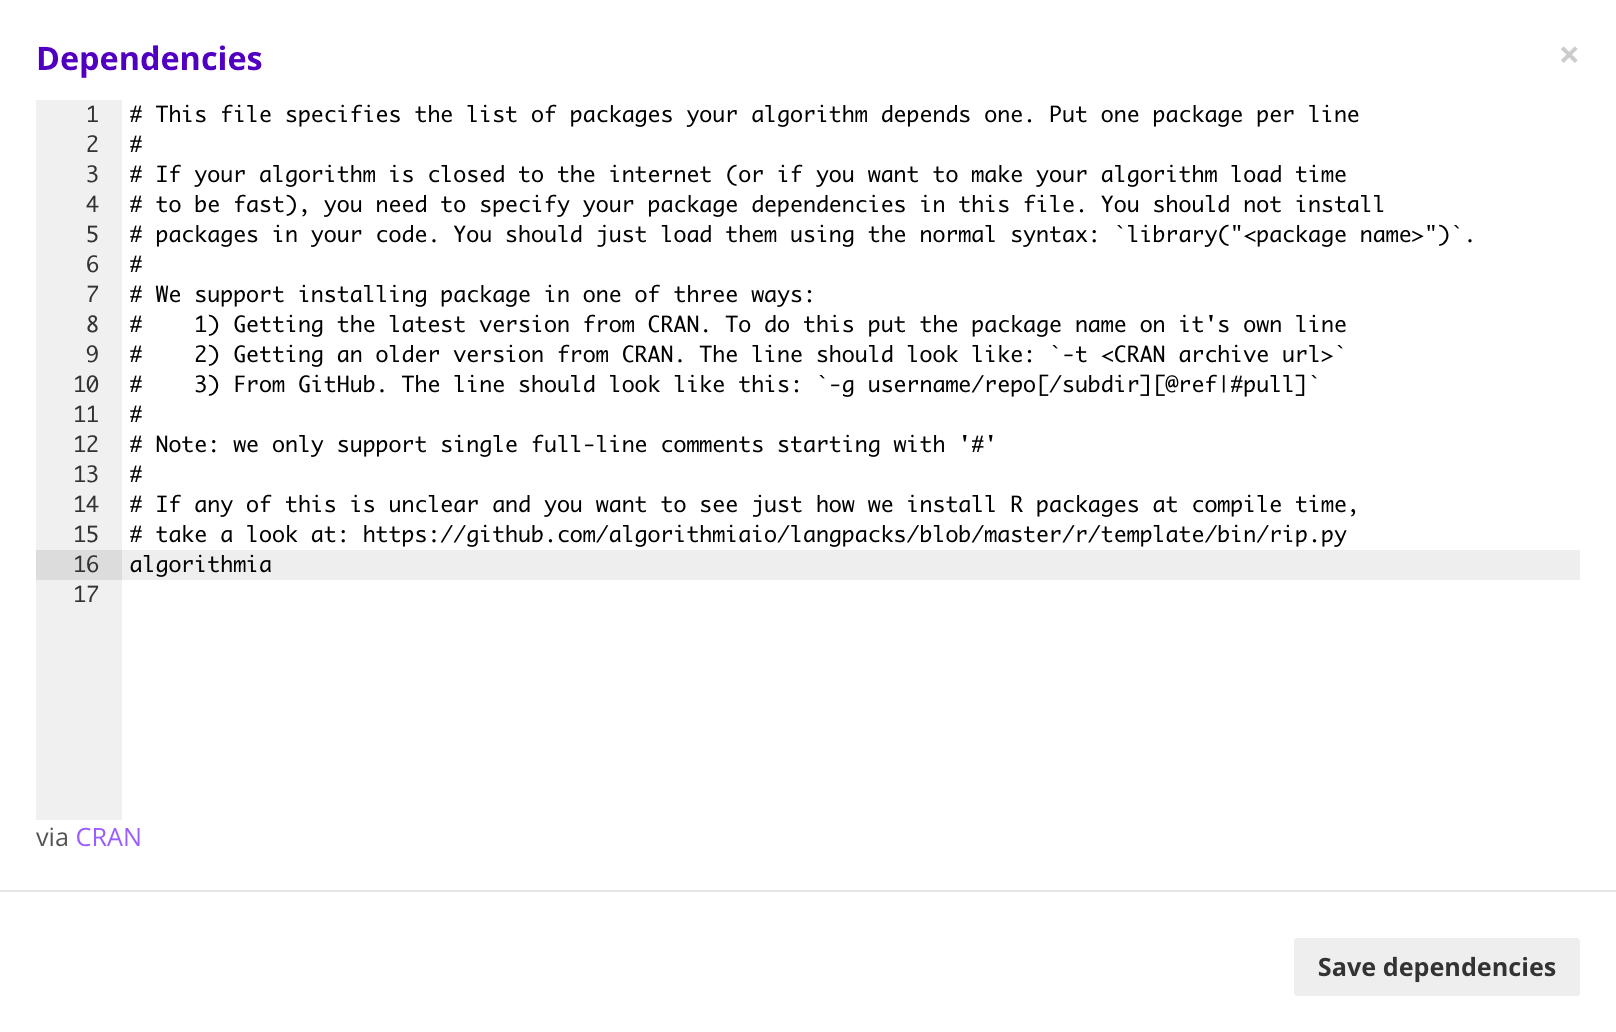 Dependencies
×
1 # This file specifies the list of packages your algorithm depends one. Put one package per line
2 #
3 # If your algorithm is closed to the internet (or if you want to make your algorithm load time
4 # to be fast), you need to specify your package dependencies in this file. You should not install
5 # packages in your code. You should just load them using the normal syntax: `library("<package name>")`.
6 #
7 # We support installing package in one of three ways:
8 #    1) Getting the latest version from CRAN. To do this put the package name on it's own line
9 #    2) Getting an older version from CRAN. The line should look like: `-t <CRAN archive url>`
10 #    3) From GitHub. The line should look like this: `-g username/repo[/subdir][@ref|#pull]`
11 #
12 # Note: we only support single full-line comments starting with '#'
13 #
14 # If any of this is unclear and you want to see just how we install R packages at compile time,
15 # take a look at: https://github.com/algorithmiaio/langpacks/blob/master/r/template/bin/rip.py
16 algorithmia
17
via CRAN
Save dependencies